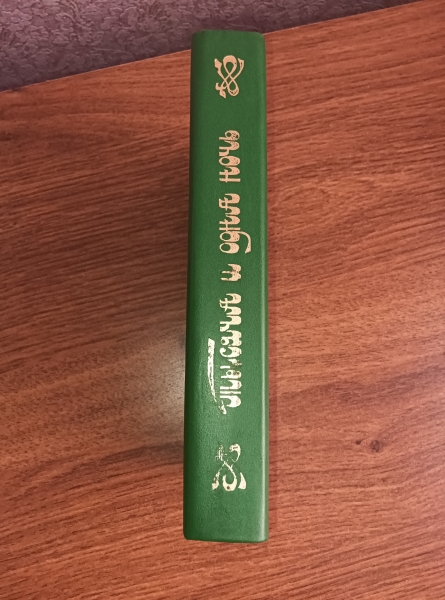 Тысяча и одна ночь